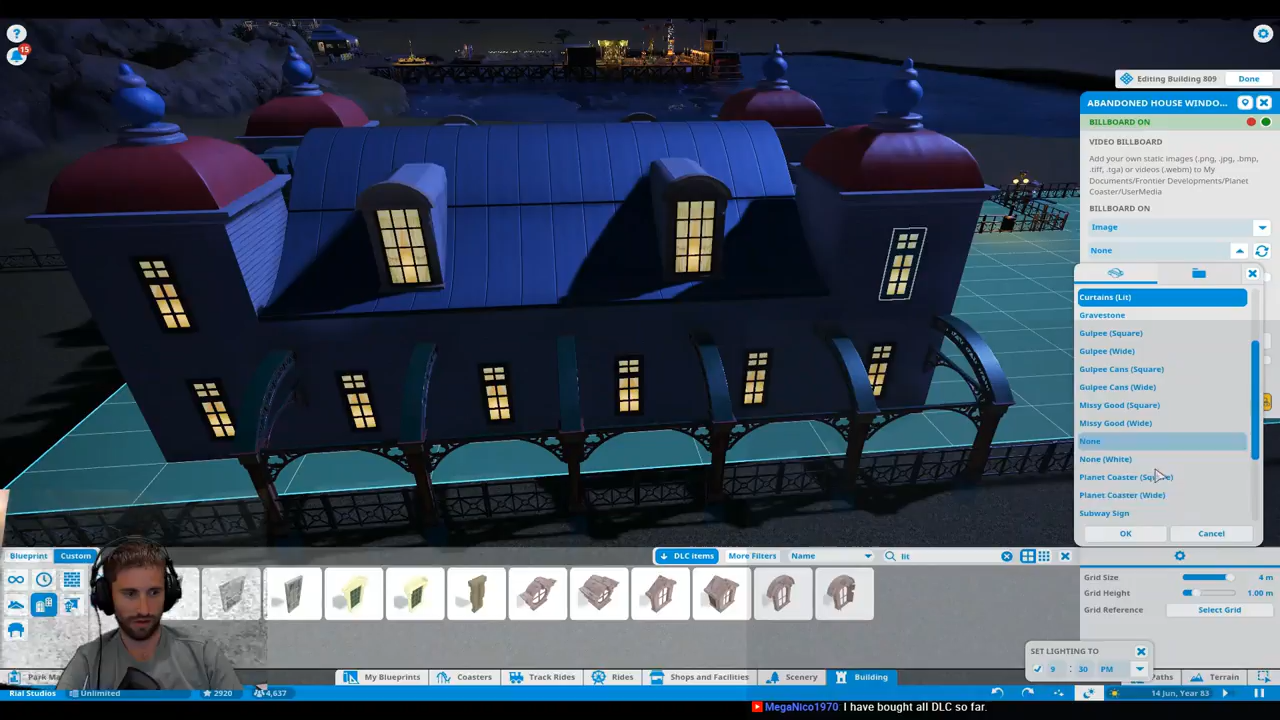 ?
15
Editing Building 809
Done
ABANDONED HOUSE WINDO...
BILLBOARD ON
VIDEO BILLBOARD
Add your own static images (.png, .jpg, .bmp,
.tiff, .tga) or videos (.webm) to My
Documents/Frontier Developments/Planet
Coaster/UserMedia
BILLBOARD ON
Image
None
Curtains (Lit)
Gravestone
Gulpee (Square)
Gulpee (Wide)
Gulpee Cans (Square)
Gulpee Cans (Wide)
Missy Good (Square)
Missy Good (Wide)
None
None (White)
Planet Coaster (Square)
Planet Coaster (Wide)
Subway Sign
OK
Cancel
Blueprint
Custom
DLC items
More Filters
Name
lit
Grid Size
4 m
Grid Height
1.00 m
Grid Reference
Select Grid
SET LIGHTING TO
9 : 30 PM
Park Ma
My Blueprints
Coasters
Track Rides
Rides
Shops and Facilities
Scenery
Building
Paths
Terrain
Rial Studios
Unlimited
2920
4,637
14 Jun, Year 83
MegaNico1970: I have bought all DLC so far.